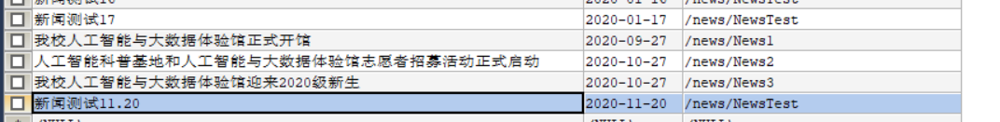 新闻测试16 2020-01-16 /news/NewsTest
新闻测试17 2020-01-17 /news/NewsTest
我校人工智能与大数据体验馆正式开馆 2020-09-27 /news/News1
人工智能科普基地和人工智能与大数据体验馆志愿者招募活动正式启动 2020-10-27 /news/News2
我校人工智能与大数据体验馆迎来2020级新生 2020-10-27 /news/News3
新闻测试11.20 2020-11-20 /news/NewsTest
(NULL) (NULL) (NULL)